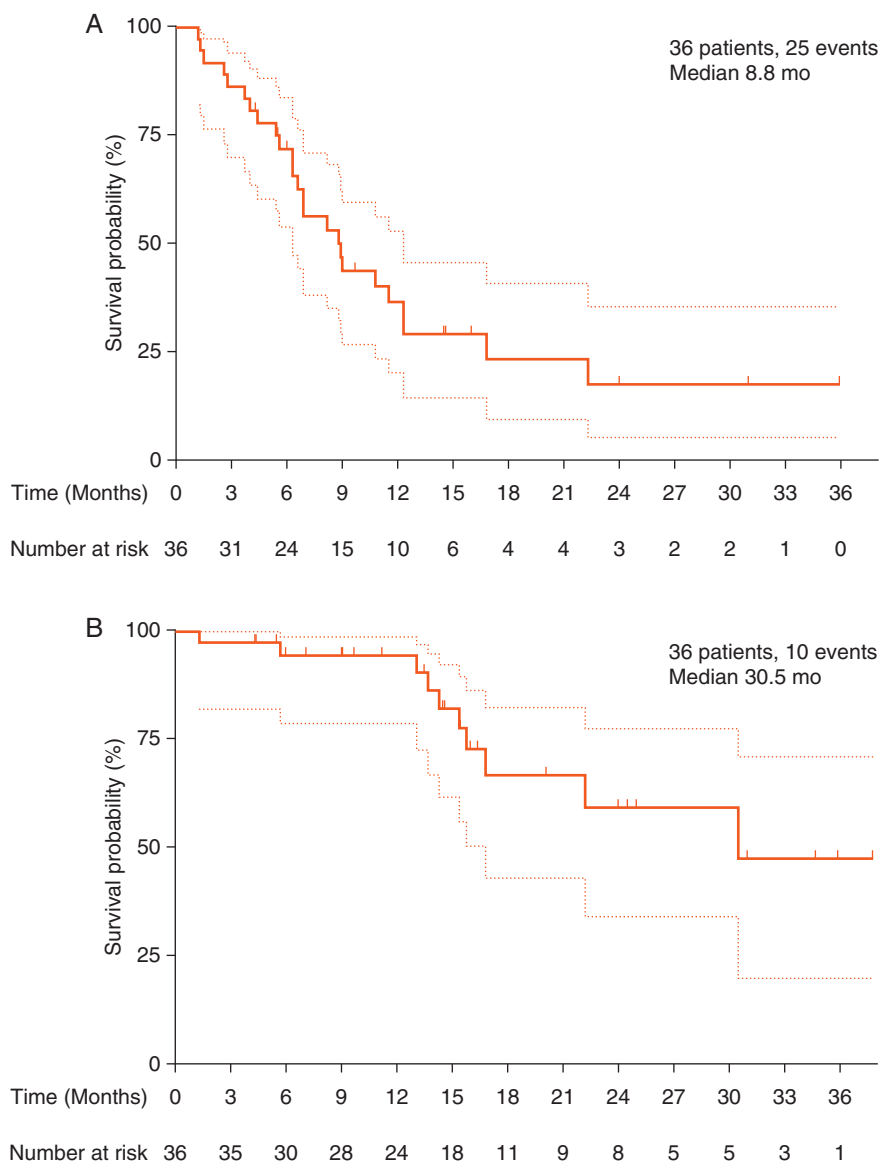 A
36 patients, 25 events
Median 8.8 mo
Survival probability (%)
100
75
50
25
0
Time (Months) 0 3 6 9 12 15 18 21 24 27 30 33 36
Number at risk 36 31 24 15 10 6 4 4 3 2 2 1 0
B
36 patients, 10 events
Median 30.5 mo
Survival probability (%)
100
75
50
25
0
Time (Months) 0 3 6 9 12 15 18 21 24 27 30 33 36
Number at risk 36 35 30 28 24 18 11 9 8 5 5 3 1